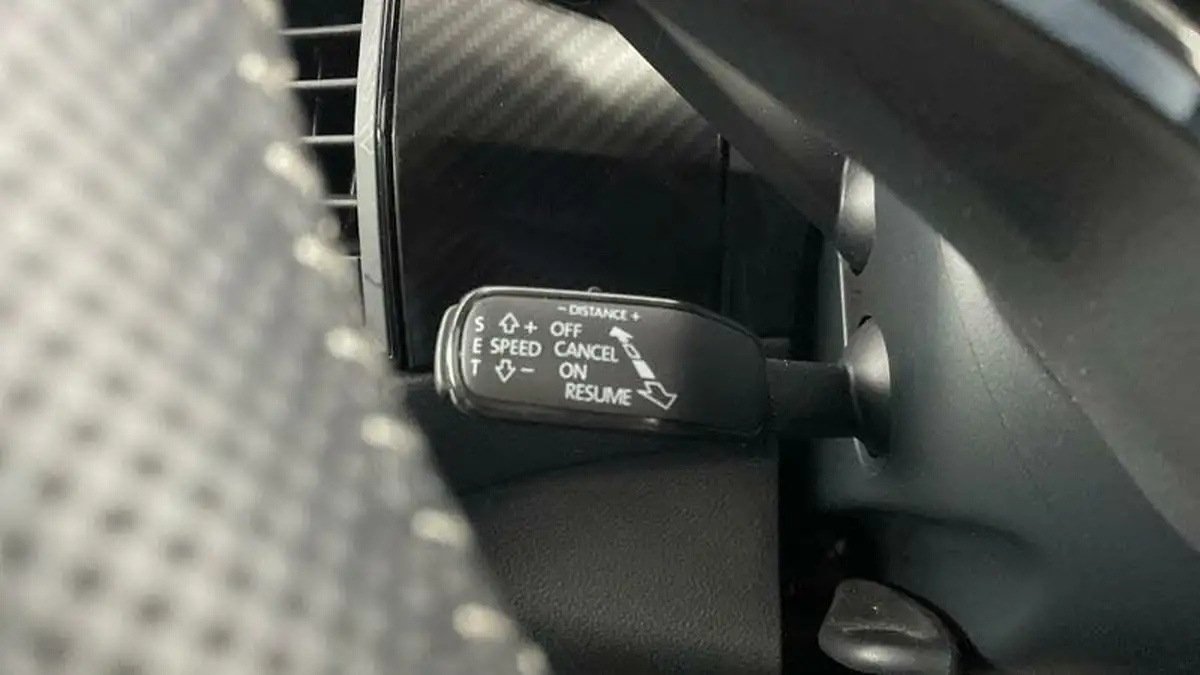 - DISTANCE +
S + OFF
E SPEED CANCEL
T - ON
RESUME